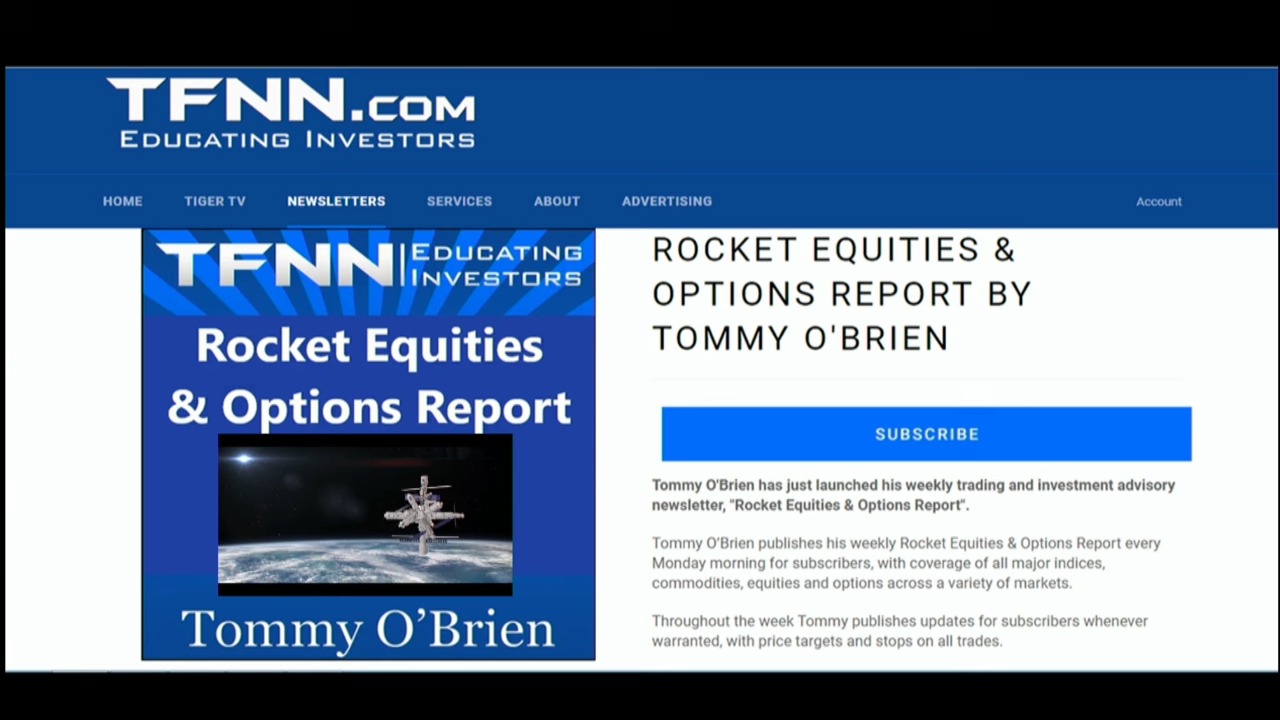 TFNN.COM
EDUCATING INVESTORS
HOME TIGER TV NEWSLETTERS SERVICES ABOUT ADVERTISING Account
TFNN EDUCATING
INVESTORS
Rocket Equities
& Options Report
Tommy O’Brien
ROCKET EQUITIES &
OPTIONS REPORT BY
TOMMY O'BRIEN
SUBSCRIBE
Tommy O'Brien has just launched his weekly trading and investment advisory
newsletter, "Rocket Equities & Options Report".
Tommy O’Brien publishes his weekly Rocket Equities & Options Report every
Monday morning for subscribers, with coverage of all major indices,
commodities, equities and options across a variety of markets.
Throughout the week Tommy publishes updates for subscribers whenever
warranted, with price targets and stops on all trades.